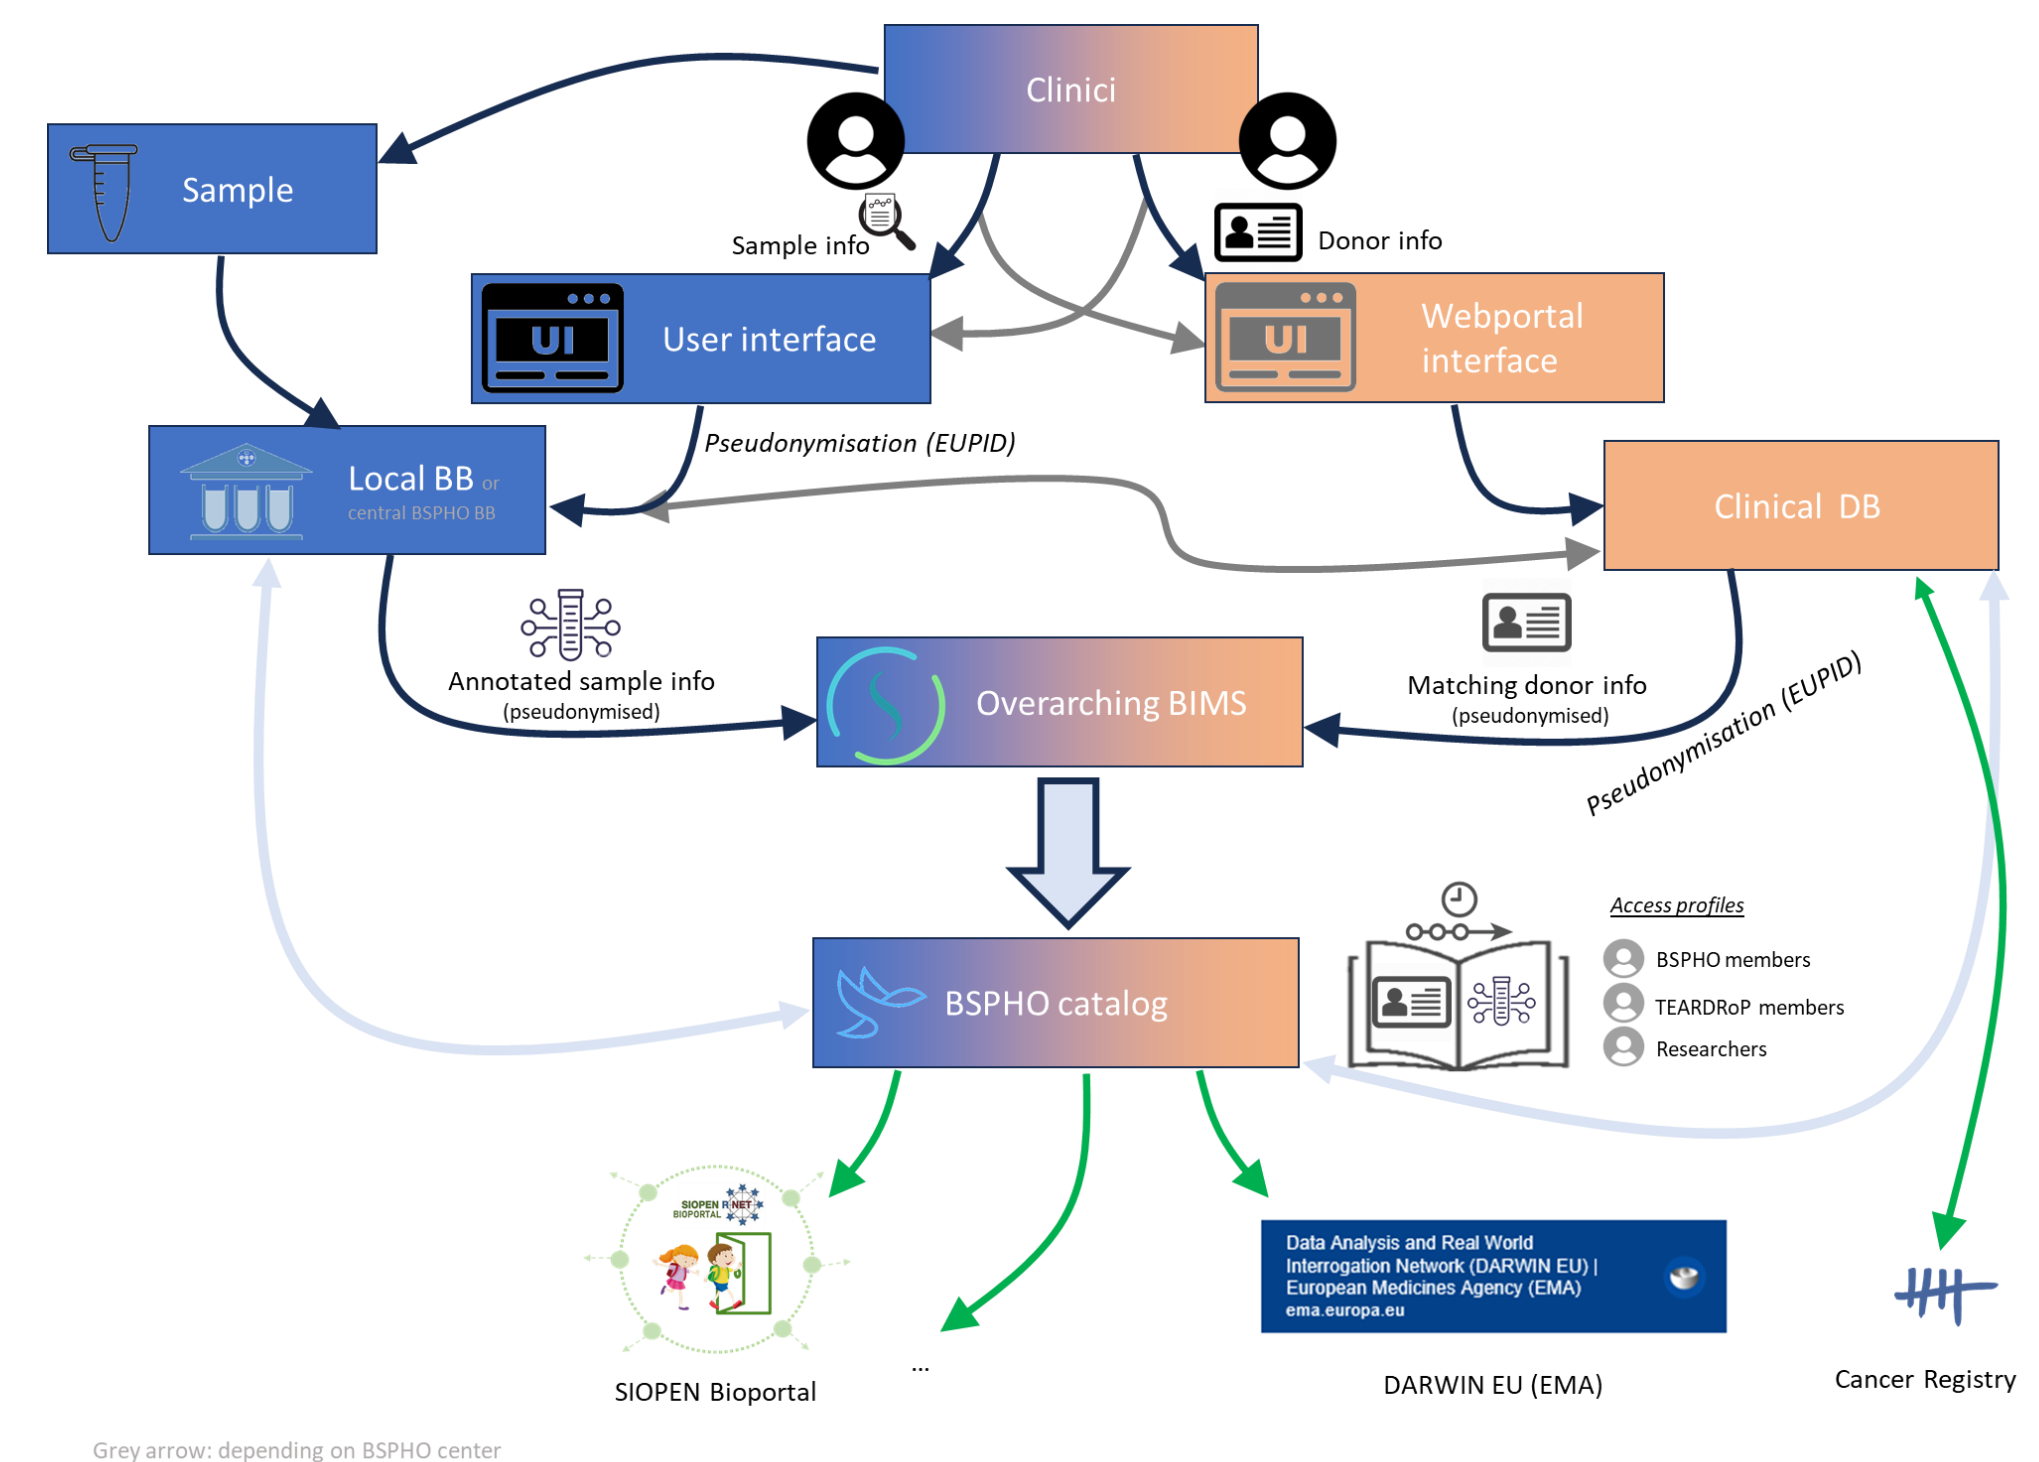 Clinici
Sample
Sample info
Donor info
UI
User interface
UI
Webportal
interface
Pseudonymisation (EUPID)
Local BB or
central BSPHO BB
Clinical DB
Annotated sample info
(pseudonymised)
Overarching BIMS
Matching donor info
(pseudonymised)
Pseudonymisation (EUPID)
BSPHO catalog
Access profiles
BSPHO members
TEARDRoP members
Researchers
SIOPEN R NET
BIOPORTAL
SIOPEN Bioportal
...
Data Analysis and Real World
Interrogation Network (DARWIN EU) |
European Medicines Agency (EMA)
ema.europa.eu
DARWIN EU (EMA)
Cancer Registry
Grey arrow: depending on BSPHO center